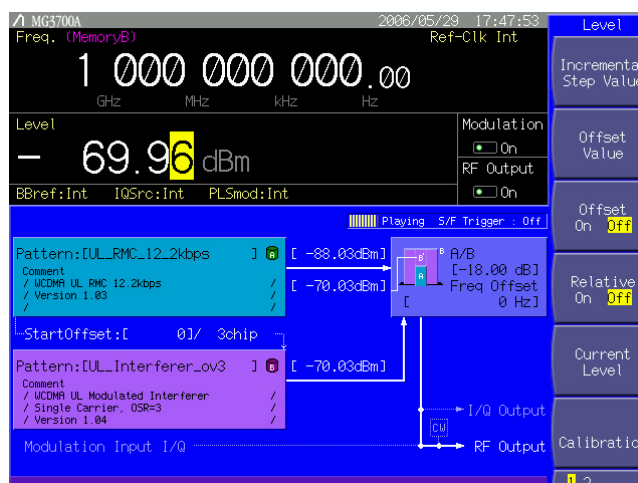 MG3700A 2006/05/29 17:47:53
Freq. (MemoryB) Ref-Clk Int
1 000 000 000.00
GHz MHz kHz Hz
Level
- 69.96 dBm
Modulation
On
RF Output
On
BBref:Int IQSrc:Int PLSmod:Int
Playing S/F Trigger : Off
Pattern:[UL_RMC_12_2kbps ] A [ -88.03dBm]
Comment
/ WCDMA UL RMC 12.2kbps /
/ Version 1.03 /
/ /
[ -70.03dBm]
B' B A/B
A [-18.00 dB]
Freq Offset
[ 0 Hz]
StartOffset:[ 0]/ 3chip
Pattern:[UL_Interferer_ov3 ] B [ -70.03dBm]
Comment
/ WCDMA UL Modulated Interferer /
/ Single Carrier, OSR=3 /
/ Version 1.04 /
I/Q Output
CW
Modulation Input I/Q RF Output
Level
Incrementa
Step Value
Offset
Value
Offset
On Off
Relative
On Off
Current
Level
Calibratio
1 2